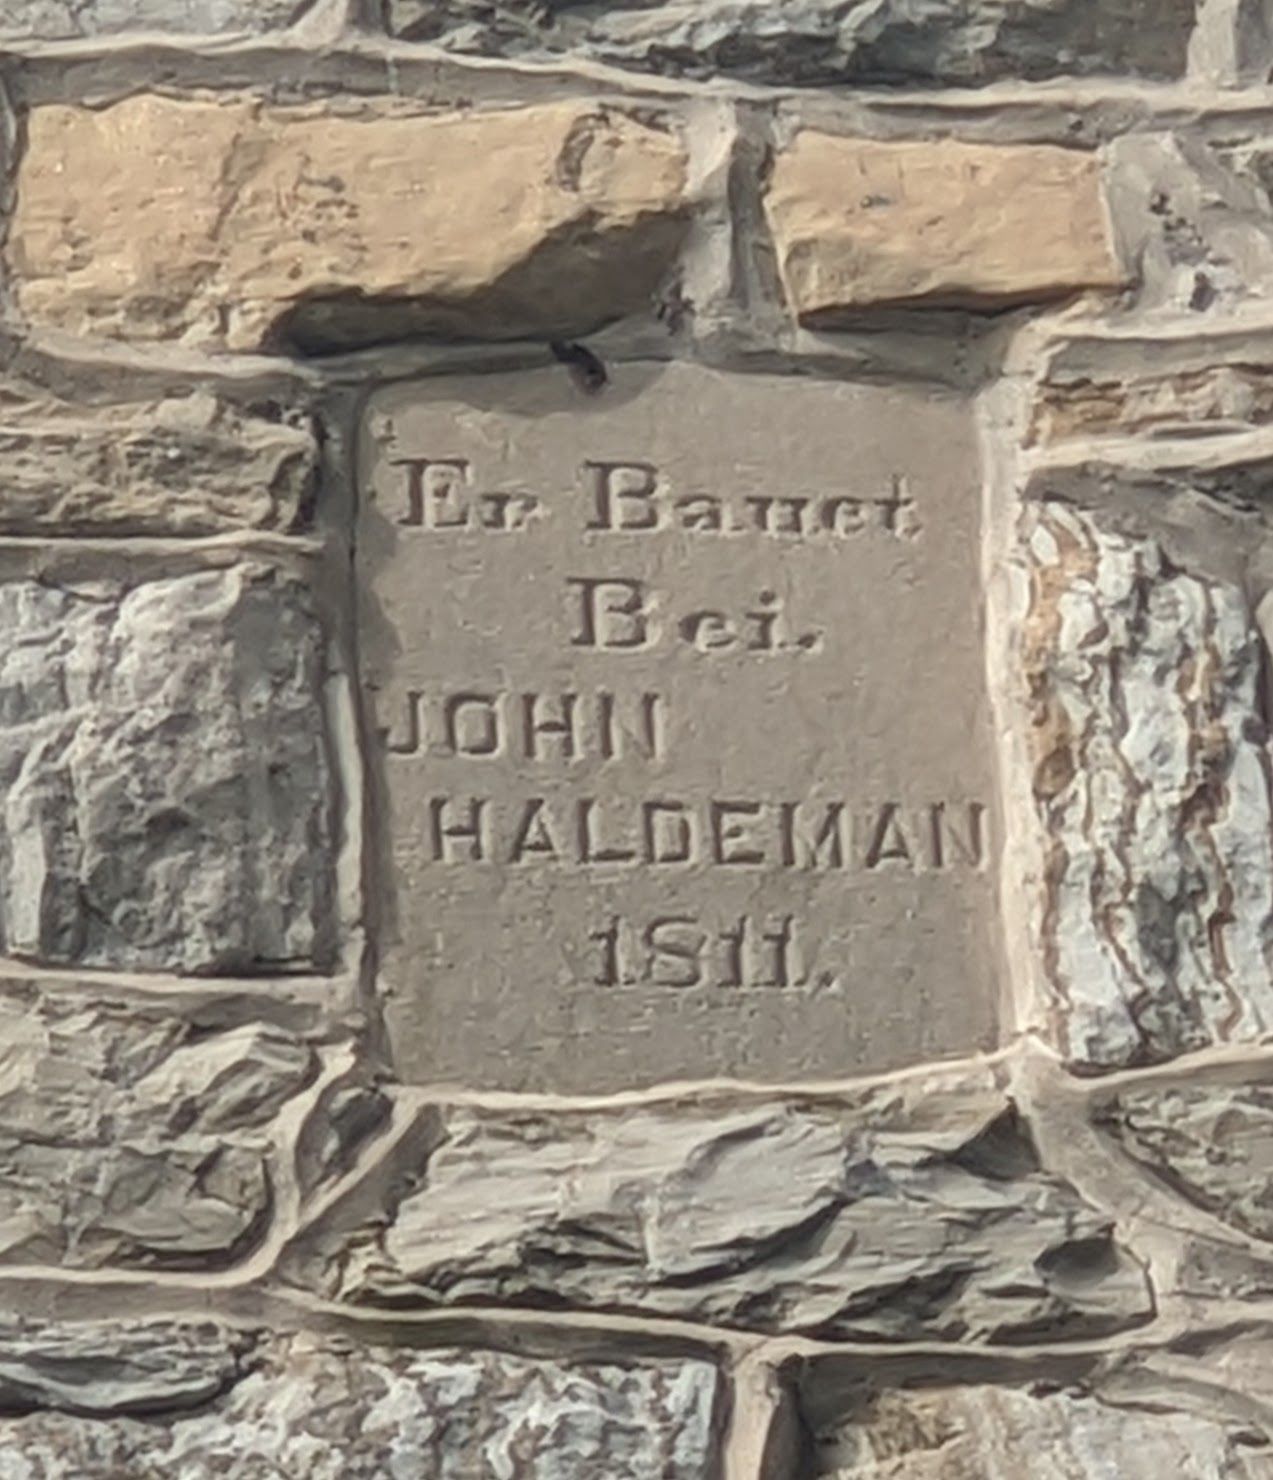 Er Bauet
Bei.
JOHN
HALDEMAN
1811.